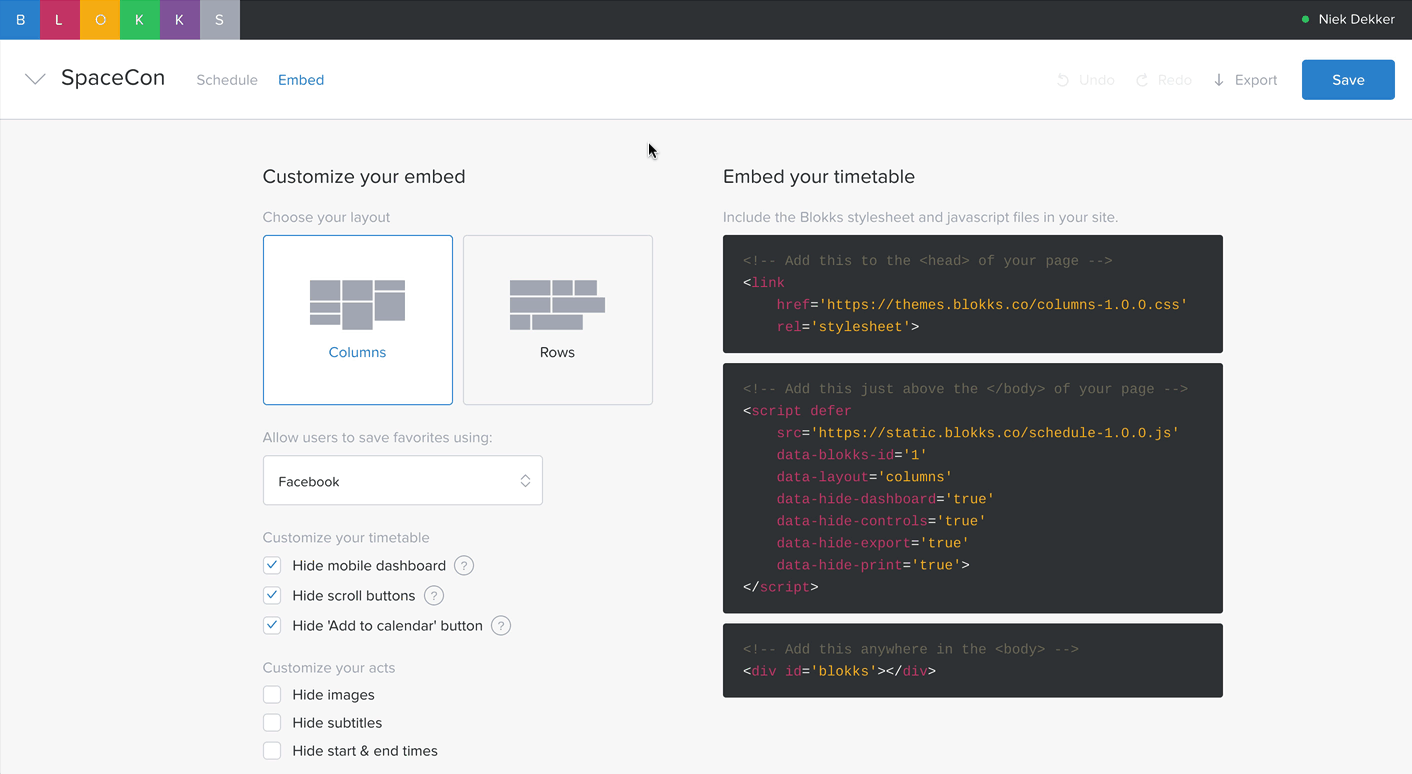 BLOKKS
Niek Dekker
SpaceCon
Schedule
Embed
Undo
Redo
Export
Save
Customize your embed
Choose your layout
Columns
Rows
Allow users to save favorites using:
Facebook
Customize your timetable
Hide mobile dashboard ?
Hide scroll buttons ?
Hide 'Add to calendar' button ?
Customize your acts
Hide images
Hide subtitles
Hide start & end times
Embed your timetable
Include the Blokks stylesheet and javascript files in your site.
<!-- Add this to the <head> of your page -->
<link
href='https://themes.blokks.co/columns-1.0.0.css'
rel='stylesheet'>
<!-- Add this just above the </body> of your page -->
<script defer
src='https://static.blokks.co/schedule-1.0.0.js'
data-blokks-id='1'
data-layout='columns'
data-hide-dashboard='true'
data-hide-controls='true'
data-hide-export='true'
data-hide-print='true'>
</script>
<!-- Add this anywhere in the <body> -->
<div id='blokks'></div>